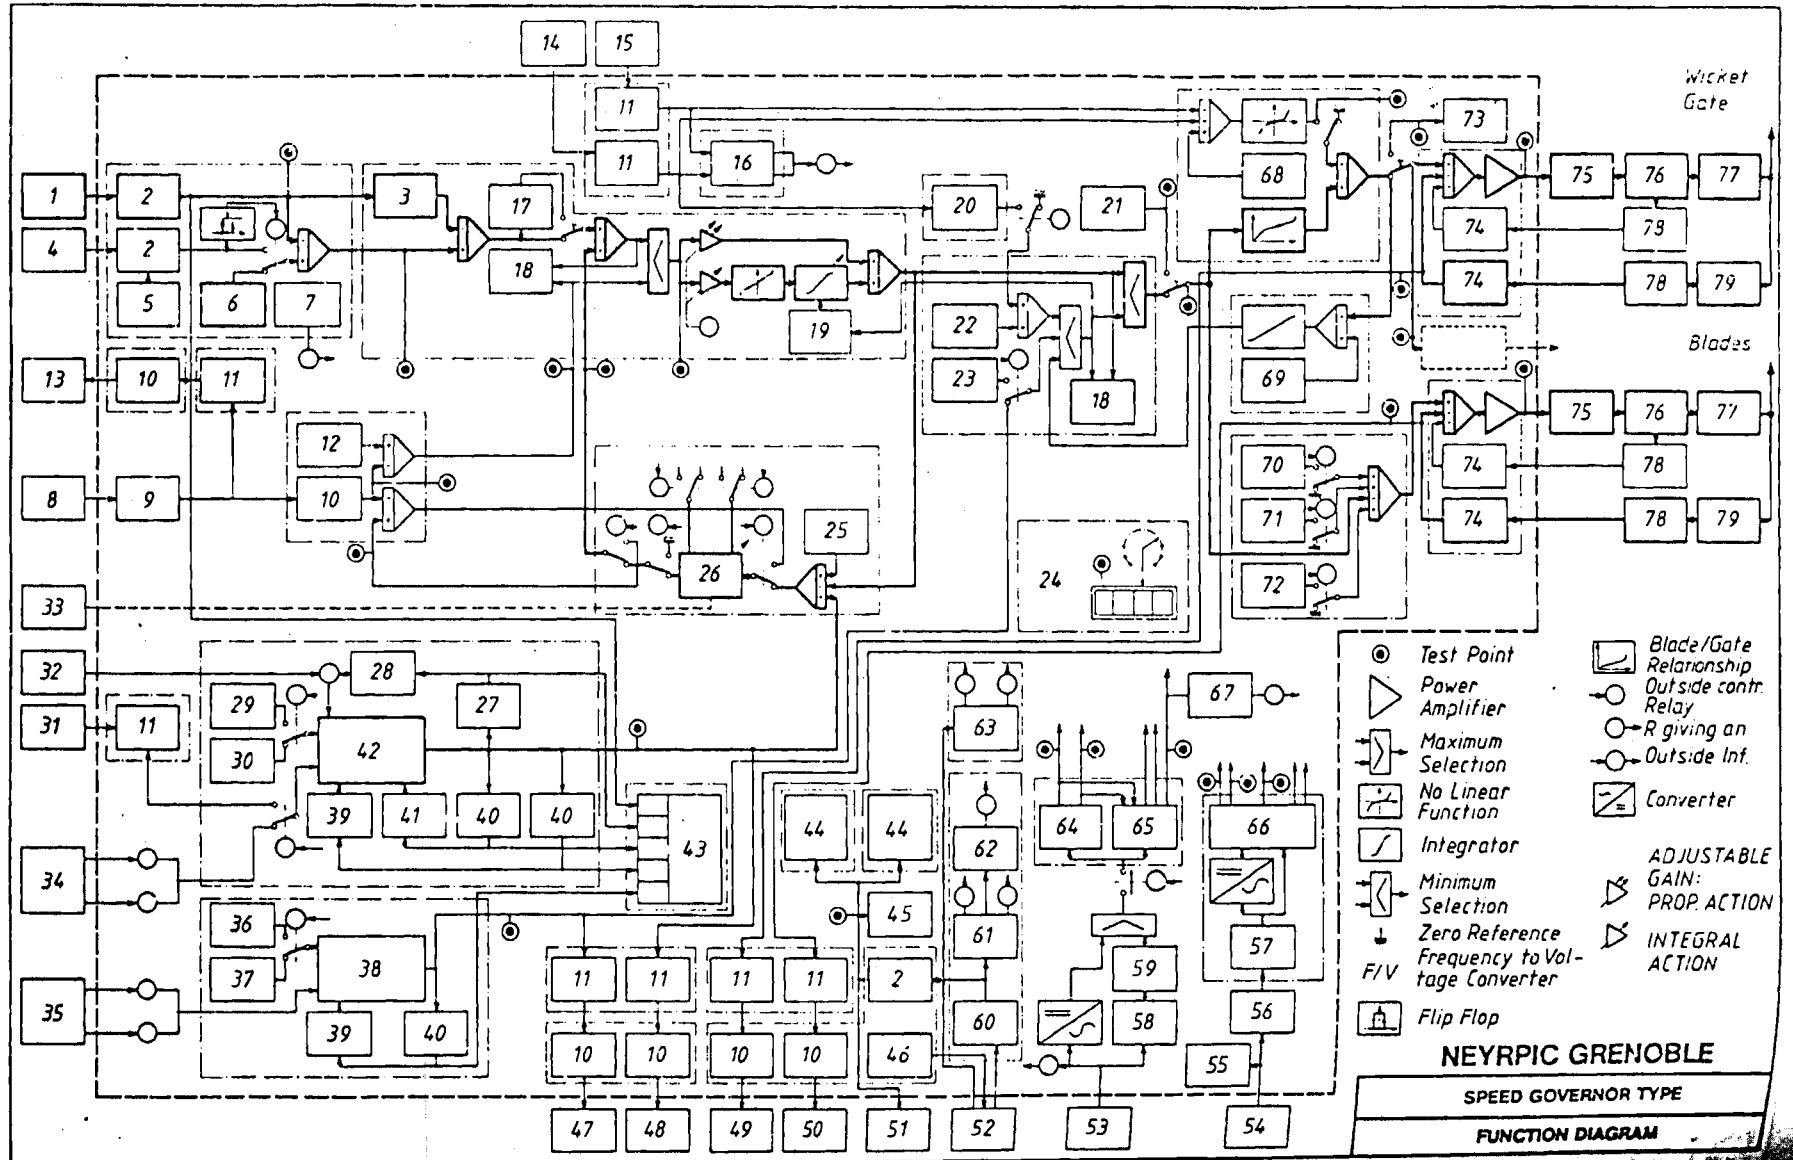 14 15
Wicket
Gate
11
73
11 16
1 2 3 17 68 75 76 77
20 21
4 2 18 74 73
5 6 7 19 22 74 78 79
13 10 11 23 18 69
Blades
75 76 77
12 70 74 78
8 9 10 71 74 78 79
25
26 24 72
33
32 28
29 27 67
31 11 42 63
30
39 41 40 40 43 44 44 64 65 66
62
34
36 45 57
37 38 61 59
11 11 11 11 2
35 39 40 60 58 56
10 10 10 10 46 55
47 48 49 50 51 52 53 54
Test Point
Power
Amplifier
Maximum
Selection
No Linear
Function
Integrator
Minimum
Selection
Zero Reference
F/V Frequency to Vol-
tage Converter
Flip Flop
Blade/Gate
Relationship
Outside contr.
Relay
R giving an
Outside Inf.
Converter
ADJUSTABLE
GAIN:
PROP. ACTION
INTEGRAL
ACTION
NEYRPIC GRENOBLE
SPEED GOVERNOR TYPE
FUNCTION DIAGRAM